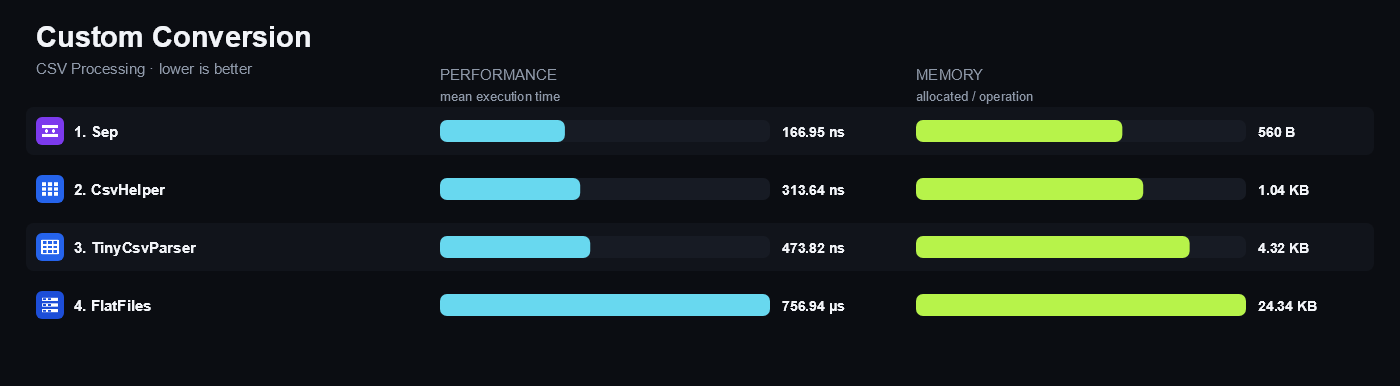 Custom Conversion
CSV Processing · lower is better
PERFORMANCE
mean execution time
MEMORY
allocated / operation
1. Sep
166.95 ns
560 B
2. CsvHelper
313.64 ns
1.04 KB
3. TinyCsvParser
473.82 ns
4.32 KB
4. FlatFiles
756.94 µs
24.34 KB